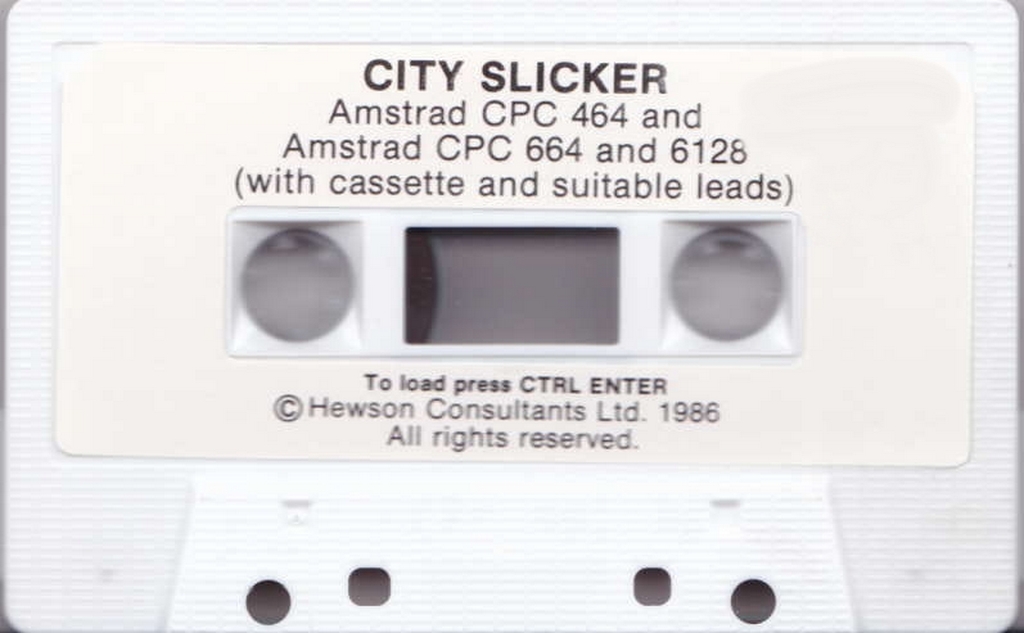 CITY SLICKER
Amstrad CPC 464 and
Amstrad CPC 664 and 6128
(with cassette and suitable leads)
To load press CTRL ENTER
©Hewson Consultants Ltd. 1986
All rights reserved.